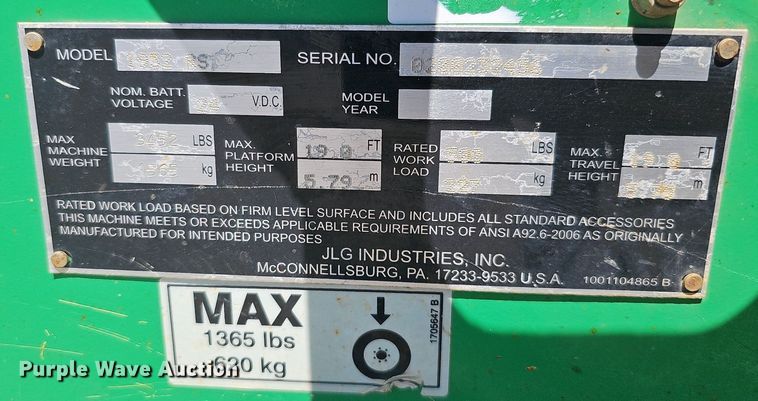 MODEL SERIAL NO.
NOM. BATT. VOLTAGE V.D.C. MODEL YEAR
MAX MACHINE WEIGHT LBS kg MAX. PLATFORM HEIGHT 19.0 FT 5.79 m RATED WORK LOAD LBS kg MAX. TRAVEL HEIGHT FT m
RATED WORK LOAD BASED ON FIRM LEVEL SURFACE AND INCLUDES ALL STANDARD ACCESSORIES
THIS MACHINE MEETS OR EXCEEDS APPLICABLE REQUIREMENTS OF ANSI A92.6-2006 AS ORIGINALLY
MANUFACTURED FOR INTENDED PURPOSES
JLG INDUSTRIES, INC.
McCONNELLSBURG, PA. 17233-9533 U.S.A. 1001104865 B
MAX
1365 lbs
620 kg
1705647 B
Purple Wave Auction